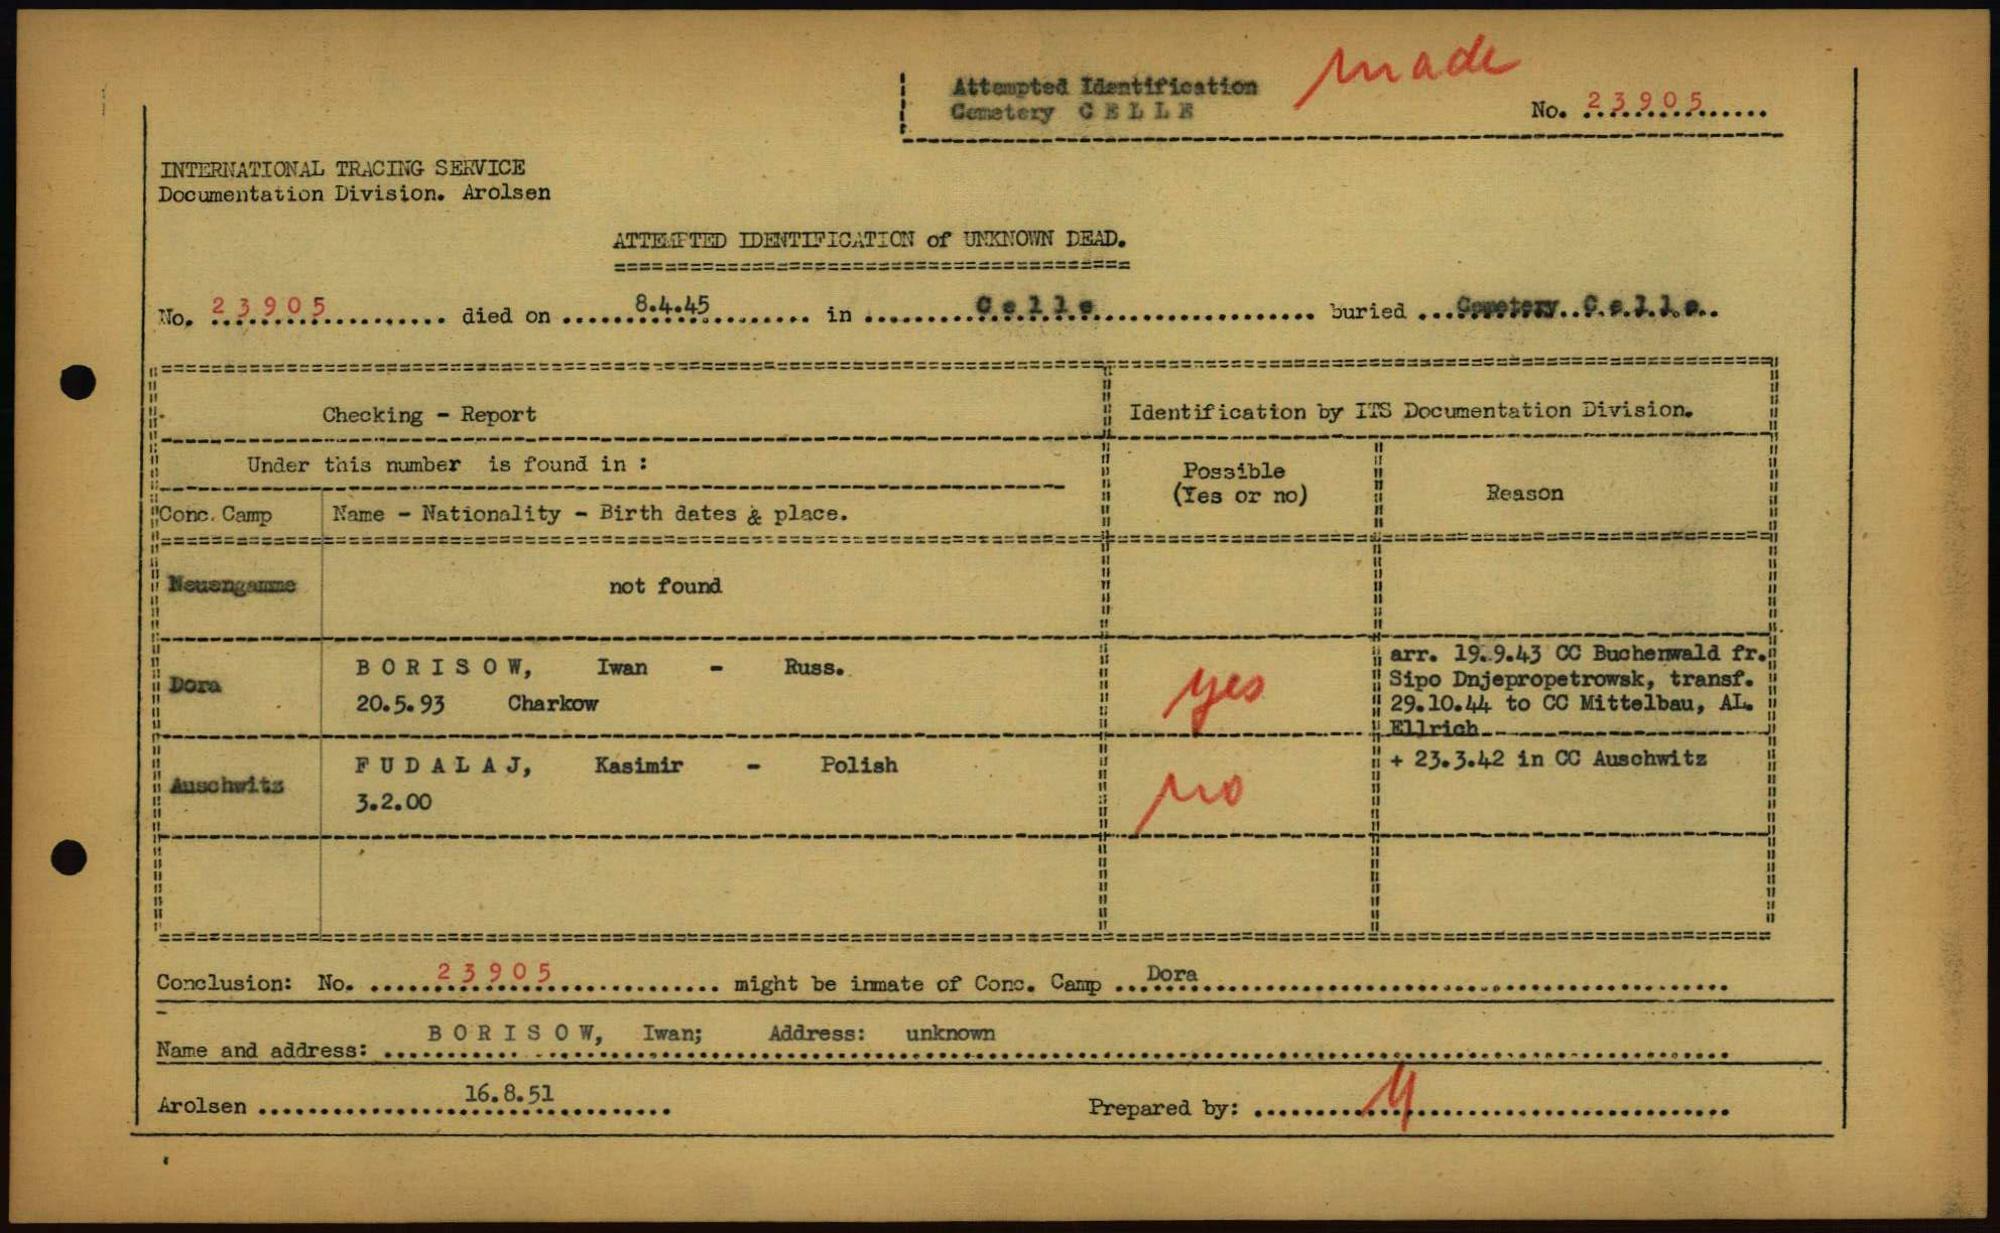 made
Attempted Identification
Cemetery C E L L E
No. 23905
INTERNATIONAL TRACING SERVICE
Documentation Division. Arolsen
ATTEMPTED IDENTIFICATION of UNKNOWN DEAD.
No. 23905 died on 8.4.45 in C e l l e buried Cemetery C e l l e
Checking - Report
Identification by ITS Documentation Division.
Under this number is found in :
Possible
(Yes or no)
Reason
Conc. Camp
Name - Nationality - Birth dates & place.
Neuengamme
not found
Dora
B O R I S O W, Iwan - Russ.
20.5.93 Charkow
yes
arr. 19.9.43 CC Buchenwald fr.
Sipo Dnjepropetrowsk, transf.
29.10.44 to CC Mittelbau, AL.
Ellrich
Auschwitz
F U D A L A J, Kasimir - Polish
3.2.00
no
+ 23.3.42 in CC Auschwitz
Conclusion: No. 23905 might be inmate of Conc. Camp Dora
Name and address: B O R I S O W, Iwan; Address: unknown
Arolsen 16.8.51
Prepared by: